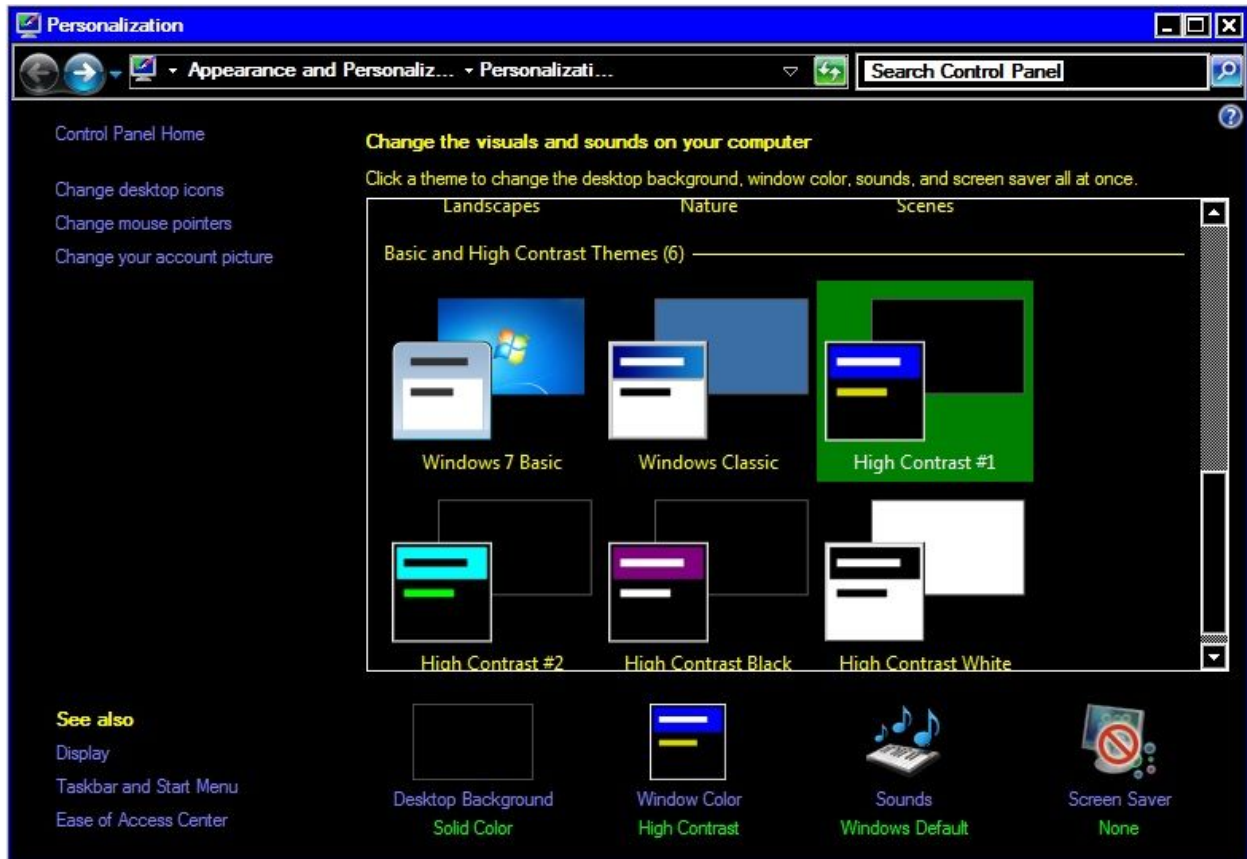 Personalization
Appearance and Personaliz... Personalizati...
Search Control Panel
Control Panel Home
Change desktop icons
Change mouse pointers
Change your account picture
Change the visuals and sounds on your computer
Click a theme to change the desktop background, window color, sounds, and screen saver all at once.
Landscapes Nature Scenes
Basic and High Contrast Themes (6)
Windows 7 Basic Windows Classic High Contrast #1
High Contrast #2 High Contrast Black High Contrast White
See also
Display
Taskbar and Start Menu
Ease of Access Center
Desktop Background Window Color Sounds Screen Saver
Solid Color High Contrast Windows Default None